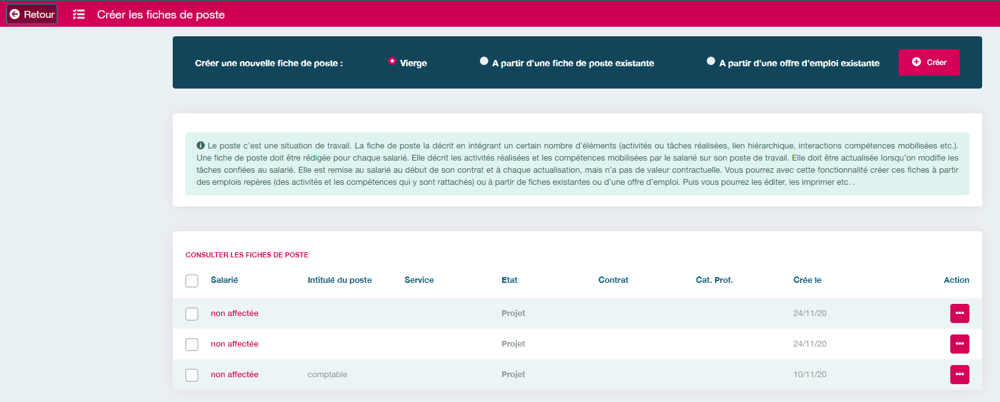 Retour Créer les fiches de poste
Créer une nouvelle fiche de poste : Vierge A partir d'une fiche de poste existante A partir d'une offre d'emploi existante Créer
Le poste c’est une situation de travail. La fiche de poste la décrit en intégrant un certain nombre d’éléments (activités ou tâches réalisées, lien hiérarchique, interactions compétences mobilisées etc.).
Une fiche de poste doit être rédigée pour chaque salarié. Elle décrit les activités réalisées et les compétences mobilisées par le salarié sur son poste de travail. Elle doit être actualisée lorsqu’on modifie les
tâches confiées au salarié. Elle est remise au salarié au début de son contrat et à chaque actualisation, mais n’a pas de valeur contractuelle. Vous pourrez avec cette fonctionnalité créer ces fiches à partir
des emplois repères (des activités et les compétences qui y sont rattachés) ou à partir de fiches existantes ou d’une offre d’emploi. Puis vous pourrez les éditer, les imprimer etc. .
CONSULTER LES FICHES DE POSTE
Salarié Intitulé du poste Service Etat Contrat Cat. Prof. Crée le Action
non affectée Projet 24/11/20
non affectée Projet 24/11/20
non affectée comptable Projet 10/11/20